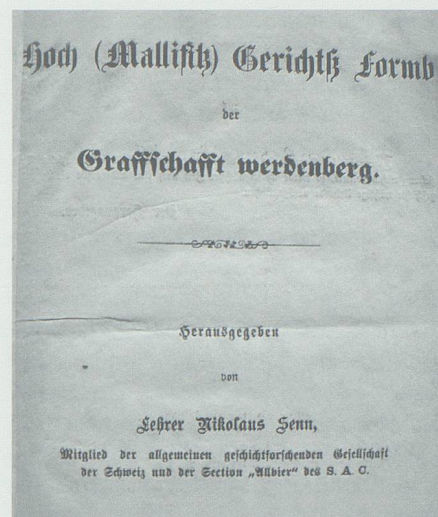 Hoch (Mallifitz) Gerichtß Formb
der
Graffschafft werdenberg.
Herausgegeben
von
Lehrer Nikolaus Senn,
Mitglied der allgemeinen geschichtforschenden Gesellschaft
der Schweiz und der Section „Allvier“ des S. A. C.